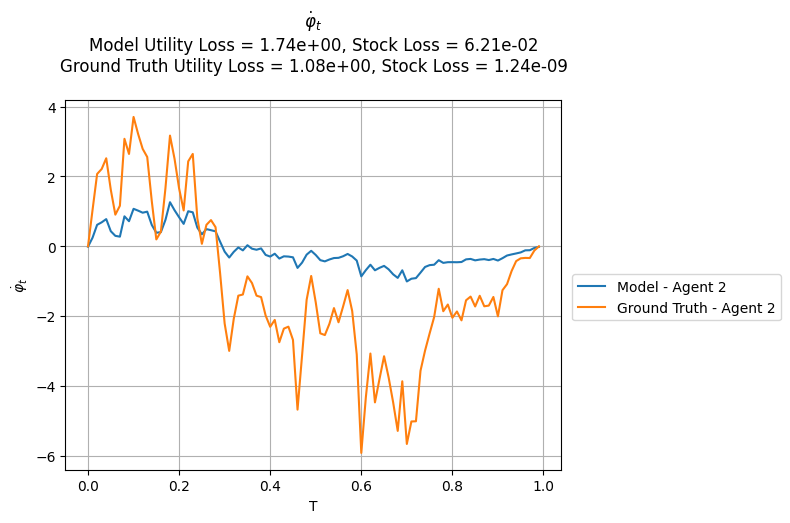 φ̇ₜ
Model Utility Loss = 1.74e+00, Stock Loss = 6.21e-02
Ground Truth Utility Loss = 1.08e+00, Stock Loss = 1.24e-09
4
2
0
−2
−4
−6
φ̇ₜ
0.0 0.2 0.4 0.6 0.8 1.0
T
Model - Agent 2
Ground Truth - Agent 2